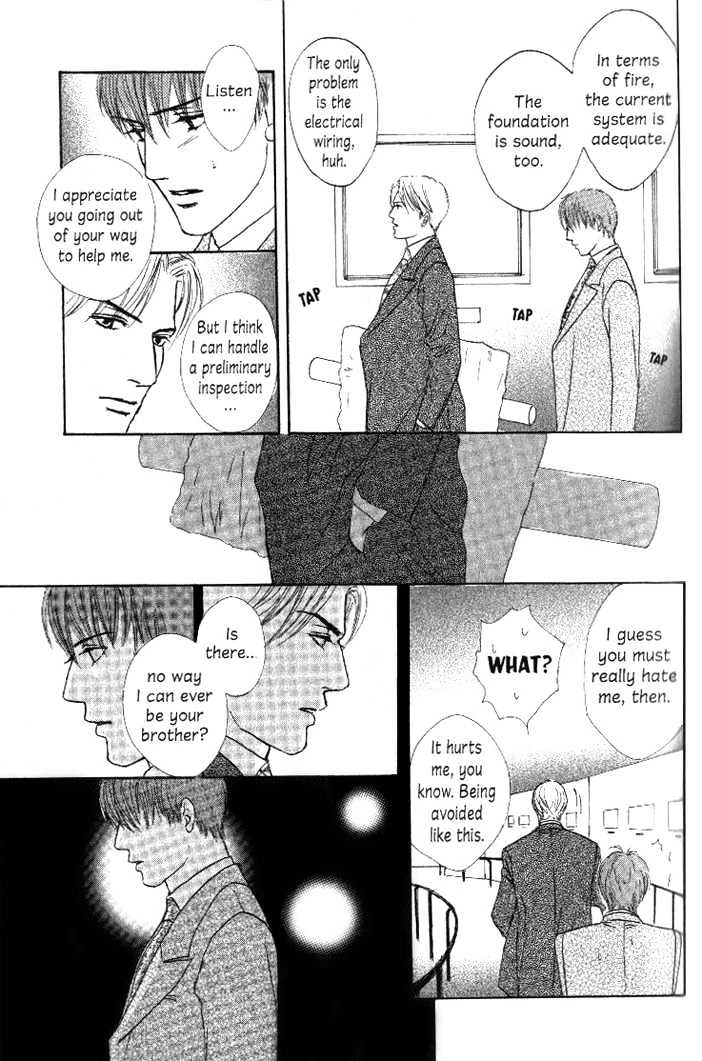 In terms
of fire,
the current
system is
adequate.
The
foundation
is sound,
too.
The only
problem
is the
electrical
wiring,
huh.
TAP
TAP
TAP
Listen
...
I appreciate
you going out
of your way
to help me.
But I think
I can handle
a preliminary
inspection
...
I guess
you must
really hate
me, then.
WHAT?
It hurts
me, you
know. Being
avoided
like this.
Is
there...
no way
I can ever
be your
brother?